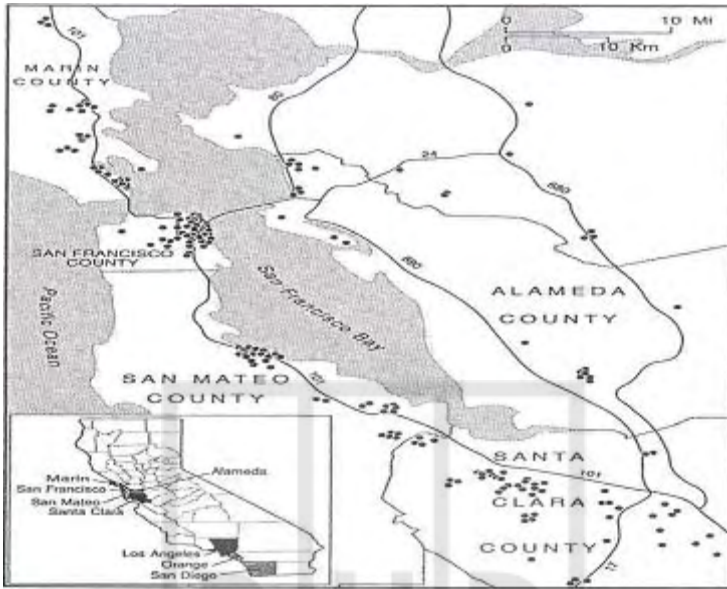 0 10 Mi
0 10 Km
101
MARIN
COUNTY
80
24
680
SAN FRANCISCO
COUNTY
San Francisco Bay
Pacific Ocean
ALAMEDA
COUNTY
SAN MATEO
COUNTY
101
SANTA
CLARA
COUNTY
101
17
Marin
San Francisco
San Mateo
Santa Clara
Alameda
Los Angeles
Orange
San Diego